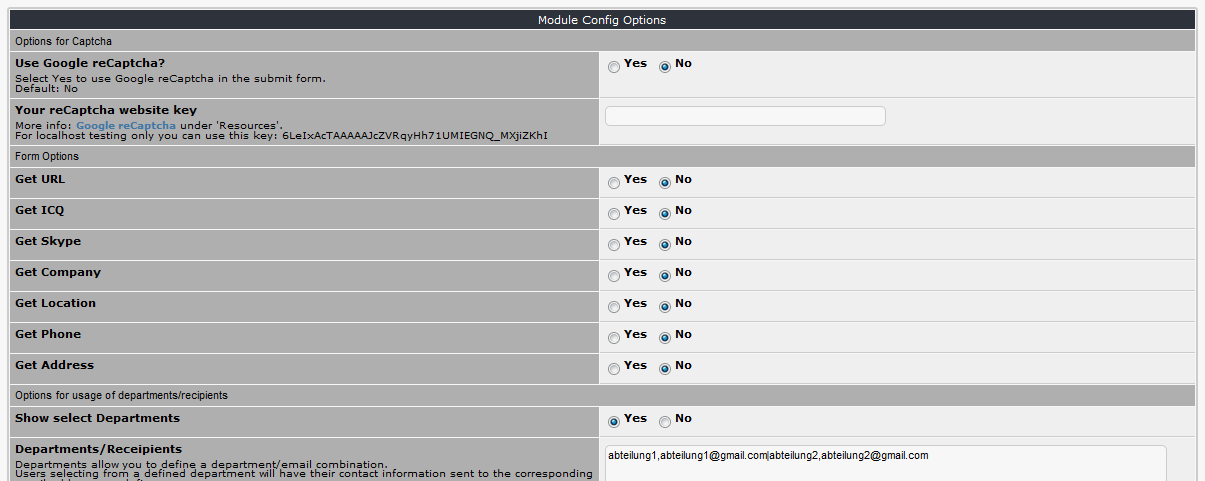 Module Config Options
Options for Captcha
Use Google reCaptcha?
Select Yes to use Google reCaptcha in the submit form.
Default: No
Yes No
Your reCaptcha website key
More info: Google reCaptcha under 'Resources'.
For localhost testing only you can use this key: 6LeIxAcTAAAAAJcZVRqyHh71UMIEGNQ_MXjiZKhI
Form Options
Get URL Yes No
Get ICQ Yes No
Get Skype Yes No
Get Company Yes No
Get Location Yes No
Get Phone Yes No
Get Address Yes No
Options for usage of departments/recipients
Show select Departments Yes No
Departments/Receipients
Departments allow you to define a department/email combination.
Users selecting from a defined department will have their contact information sent to the corresponding
abteilung1,abteilung1@gmail.com|abteilung2,abteilung2@gmail.com